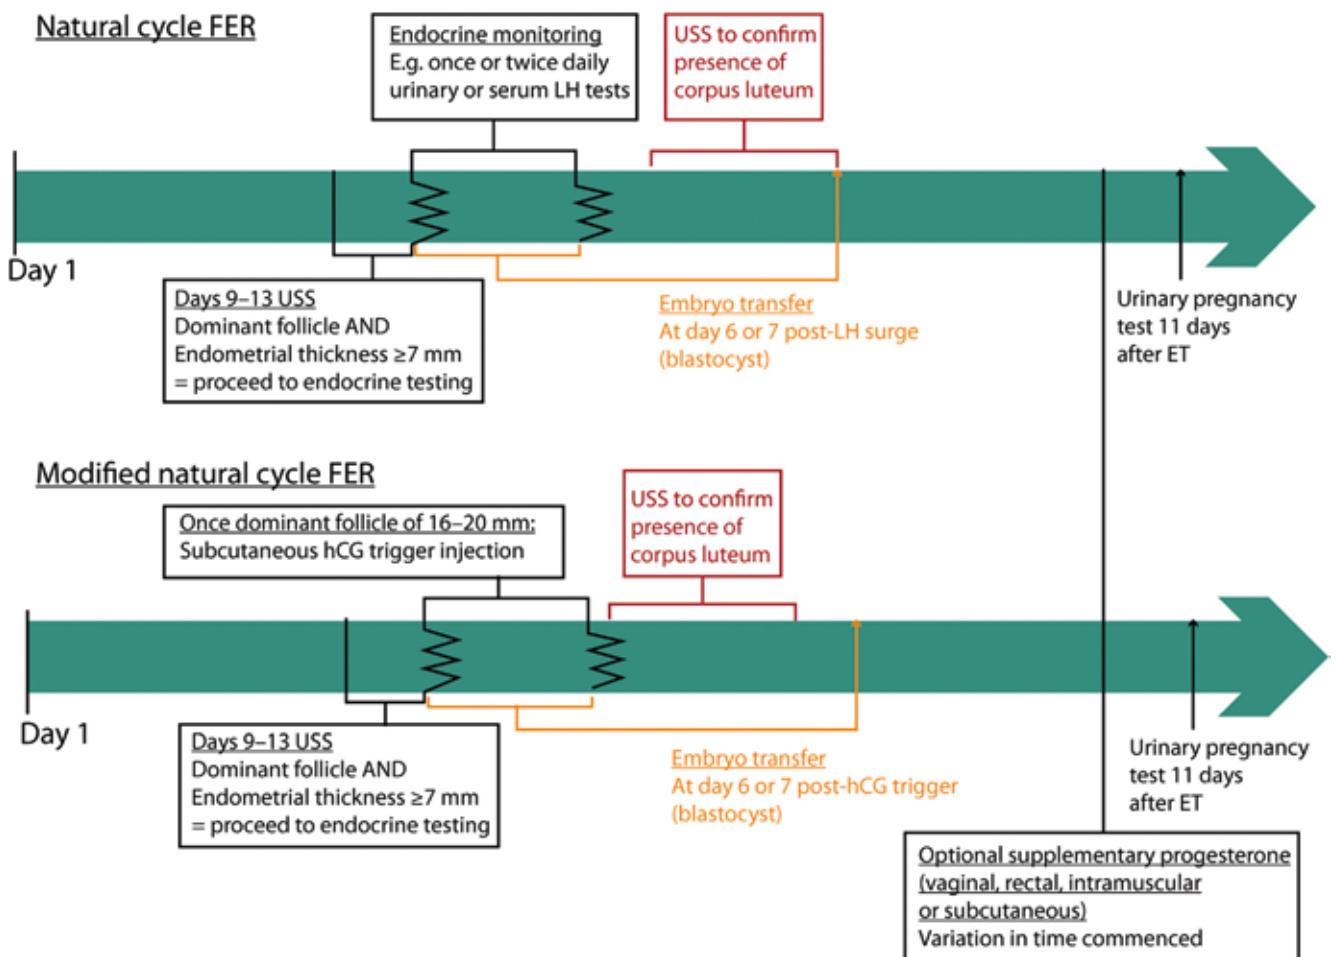 Natural cycle FER
Endocrine monitoring
E.g. once or twice daily
urinary or serum LH tests
USS to confirm
presence of
corpus luteum
Day 1
Days 9–13 USS
Dominant follicle AND
Endometrial thickness ≥7 mm
= proceed to endocrine testing
Embryo transfer
At day 6 or 7 post-LH surge
(blastocyst)
Urinary pregnancy
test 11 days
after ET
Modified natural cycle FER
Once dominant follicle of 16–20 mm:
Subcutaneous hCG trigger injection
USS to confirm
presence of
corpus luteum
Day 1
Days 9–13 USS
Dominant follicle AND
Endometrial thickness ≥7 mm
= proceed to endocrine testing
Embryo transfer
At day 6 or 7 post-hCG trigger
(blastocyst)
Urinary pregnancy
test 11 days
after ET
Optional supplementary progesterone
(vaginal, rectal, intramuscular
or subcutaneous)
Variation in time commenced